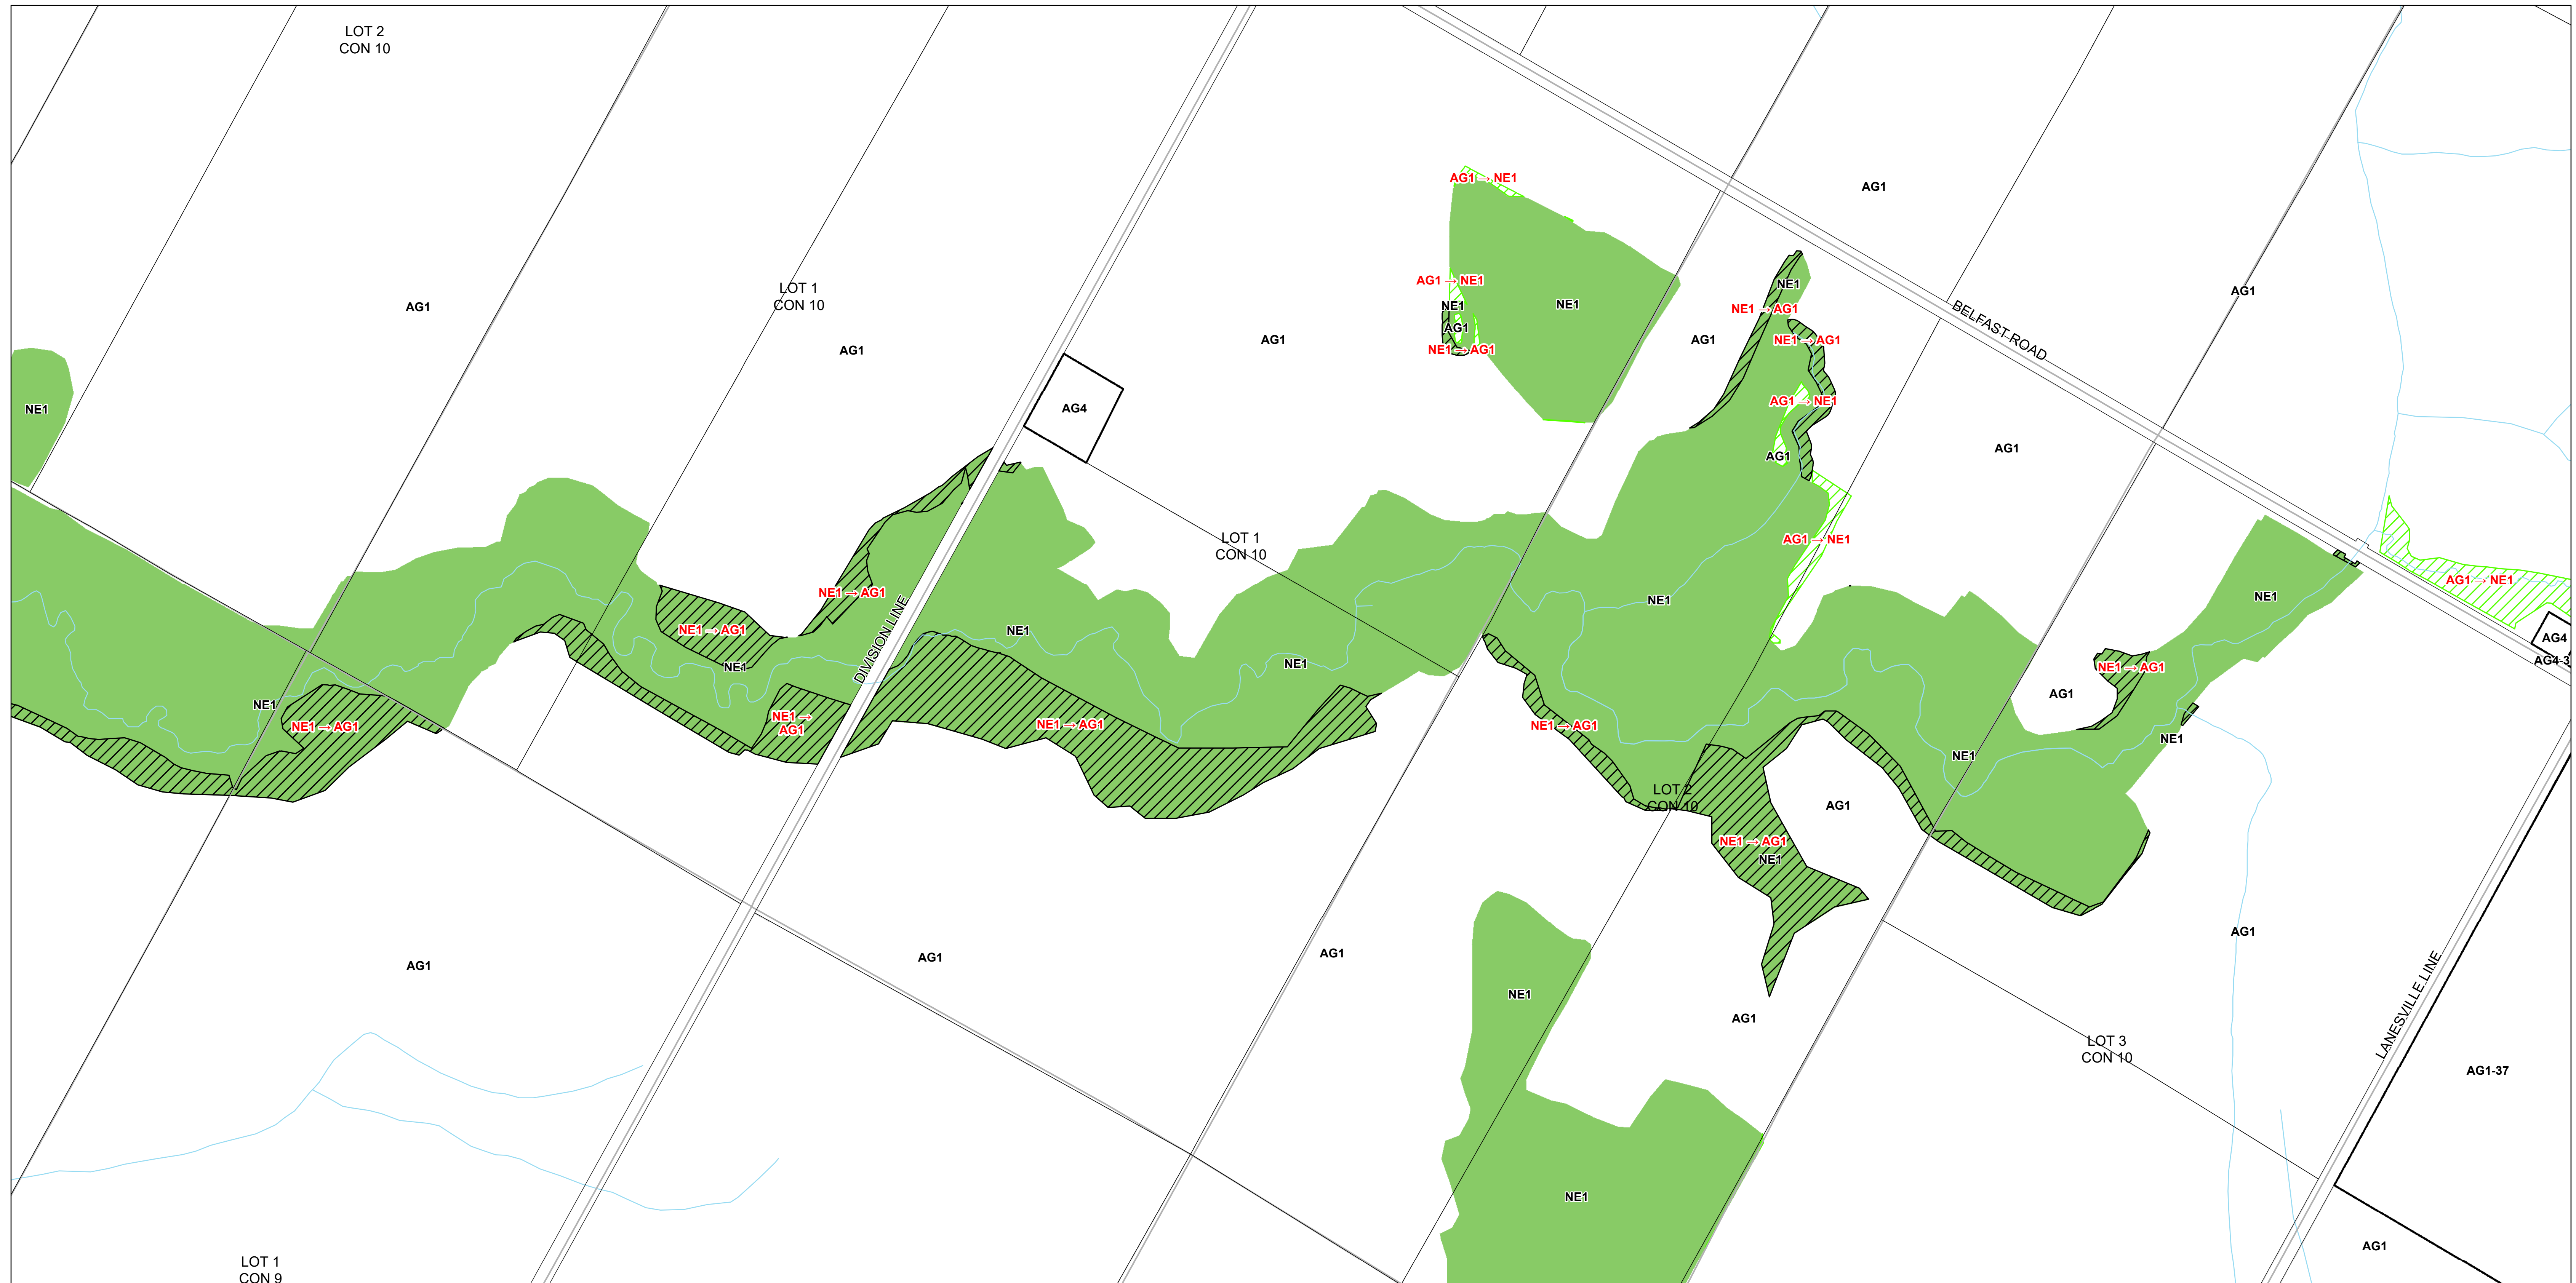 LOT 2
CON 10
AG1
AG1 → NE1
AG1
LOT 1
CON 10
AG1
AG1
AG1 → NE1
NE1
AG1
NE1 → AG1
NE1
NE1
NE1 → AG1
NE1 → AG1
AG1
AG1
BELFAST ROAD
AG1
NE1
AG4
AG1 → NE1
AG1
AG1
LOT 1
CON 10
AG1 → NE1
AG1 → NE1
NE1 → AG1
DIVISION LINE
NE1 → AG1
NE1
NE1
NE1
NE1
NE1
AG4
AG4-3
NE1 → AG1
AG1
NE1
NE1 → AG1
NE1 →
AG1
NE1 → AG1
NE1 → AG1
NE1
NE1
LOT 2
CON 10
AG1
NE1 → AG1
NE1
AG1
AG1
AG1
AG1
NE1
AG1
LANESVILLE LINE
LOT 3
CON 10
AG1-37
NE1
AG1
LOT 1
CON 9